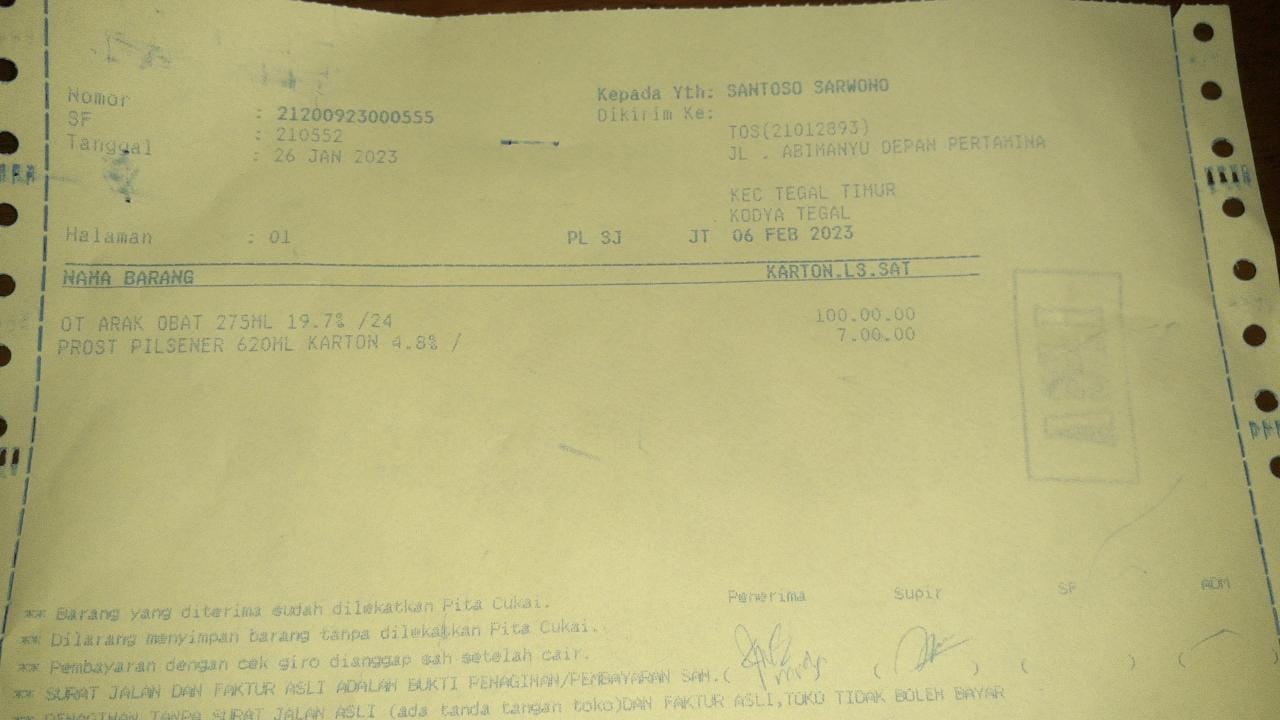 Nomor : 21200923000555
SF : 210552
Tanggal : 26 JAN 2023
Kepada Yth: SANTOSO SARWONO
Dikirim Ke:
TOS(21012893)
JL . ABIMANYU DEPAN PERTAMINA
KEC TEGAL TIMUR
KODYA TEGAL
Halaman : 01 PL SJ JT 06 FEB 2023
NAMA BARANG KARTON.LS.SAT
OT ARAK OBAT 275ML 19.7% /24 100.00.00
PROST PILSENER 620ML KARTON 4.8% / 7.00.00
Penerima Supir SP ADM
** Barang yang diterima sudah dilekatkan Pita Cukai.
** Dilarang menyimpan barang tanpa dilekatkan Pita Cukai.
** Pembayaran dengan cek giro dianggap sah setelah cair.
** SURAT JALAN DAN FAKTUR ASLI ADALAH BUKTI PENAGIHAN/PEMBAYARAN SAH.( ( ) ( ) ( )
** PENAGIHAN TANPA SURAT JALAN ASLI (ada tanda tangan toko)DAN FAKTUR ASLI,TOKO TIDAK BOLEH BAYAR